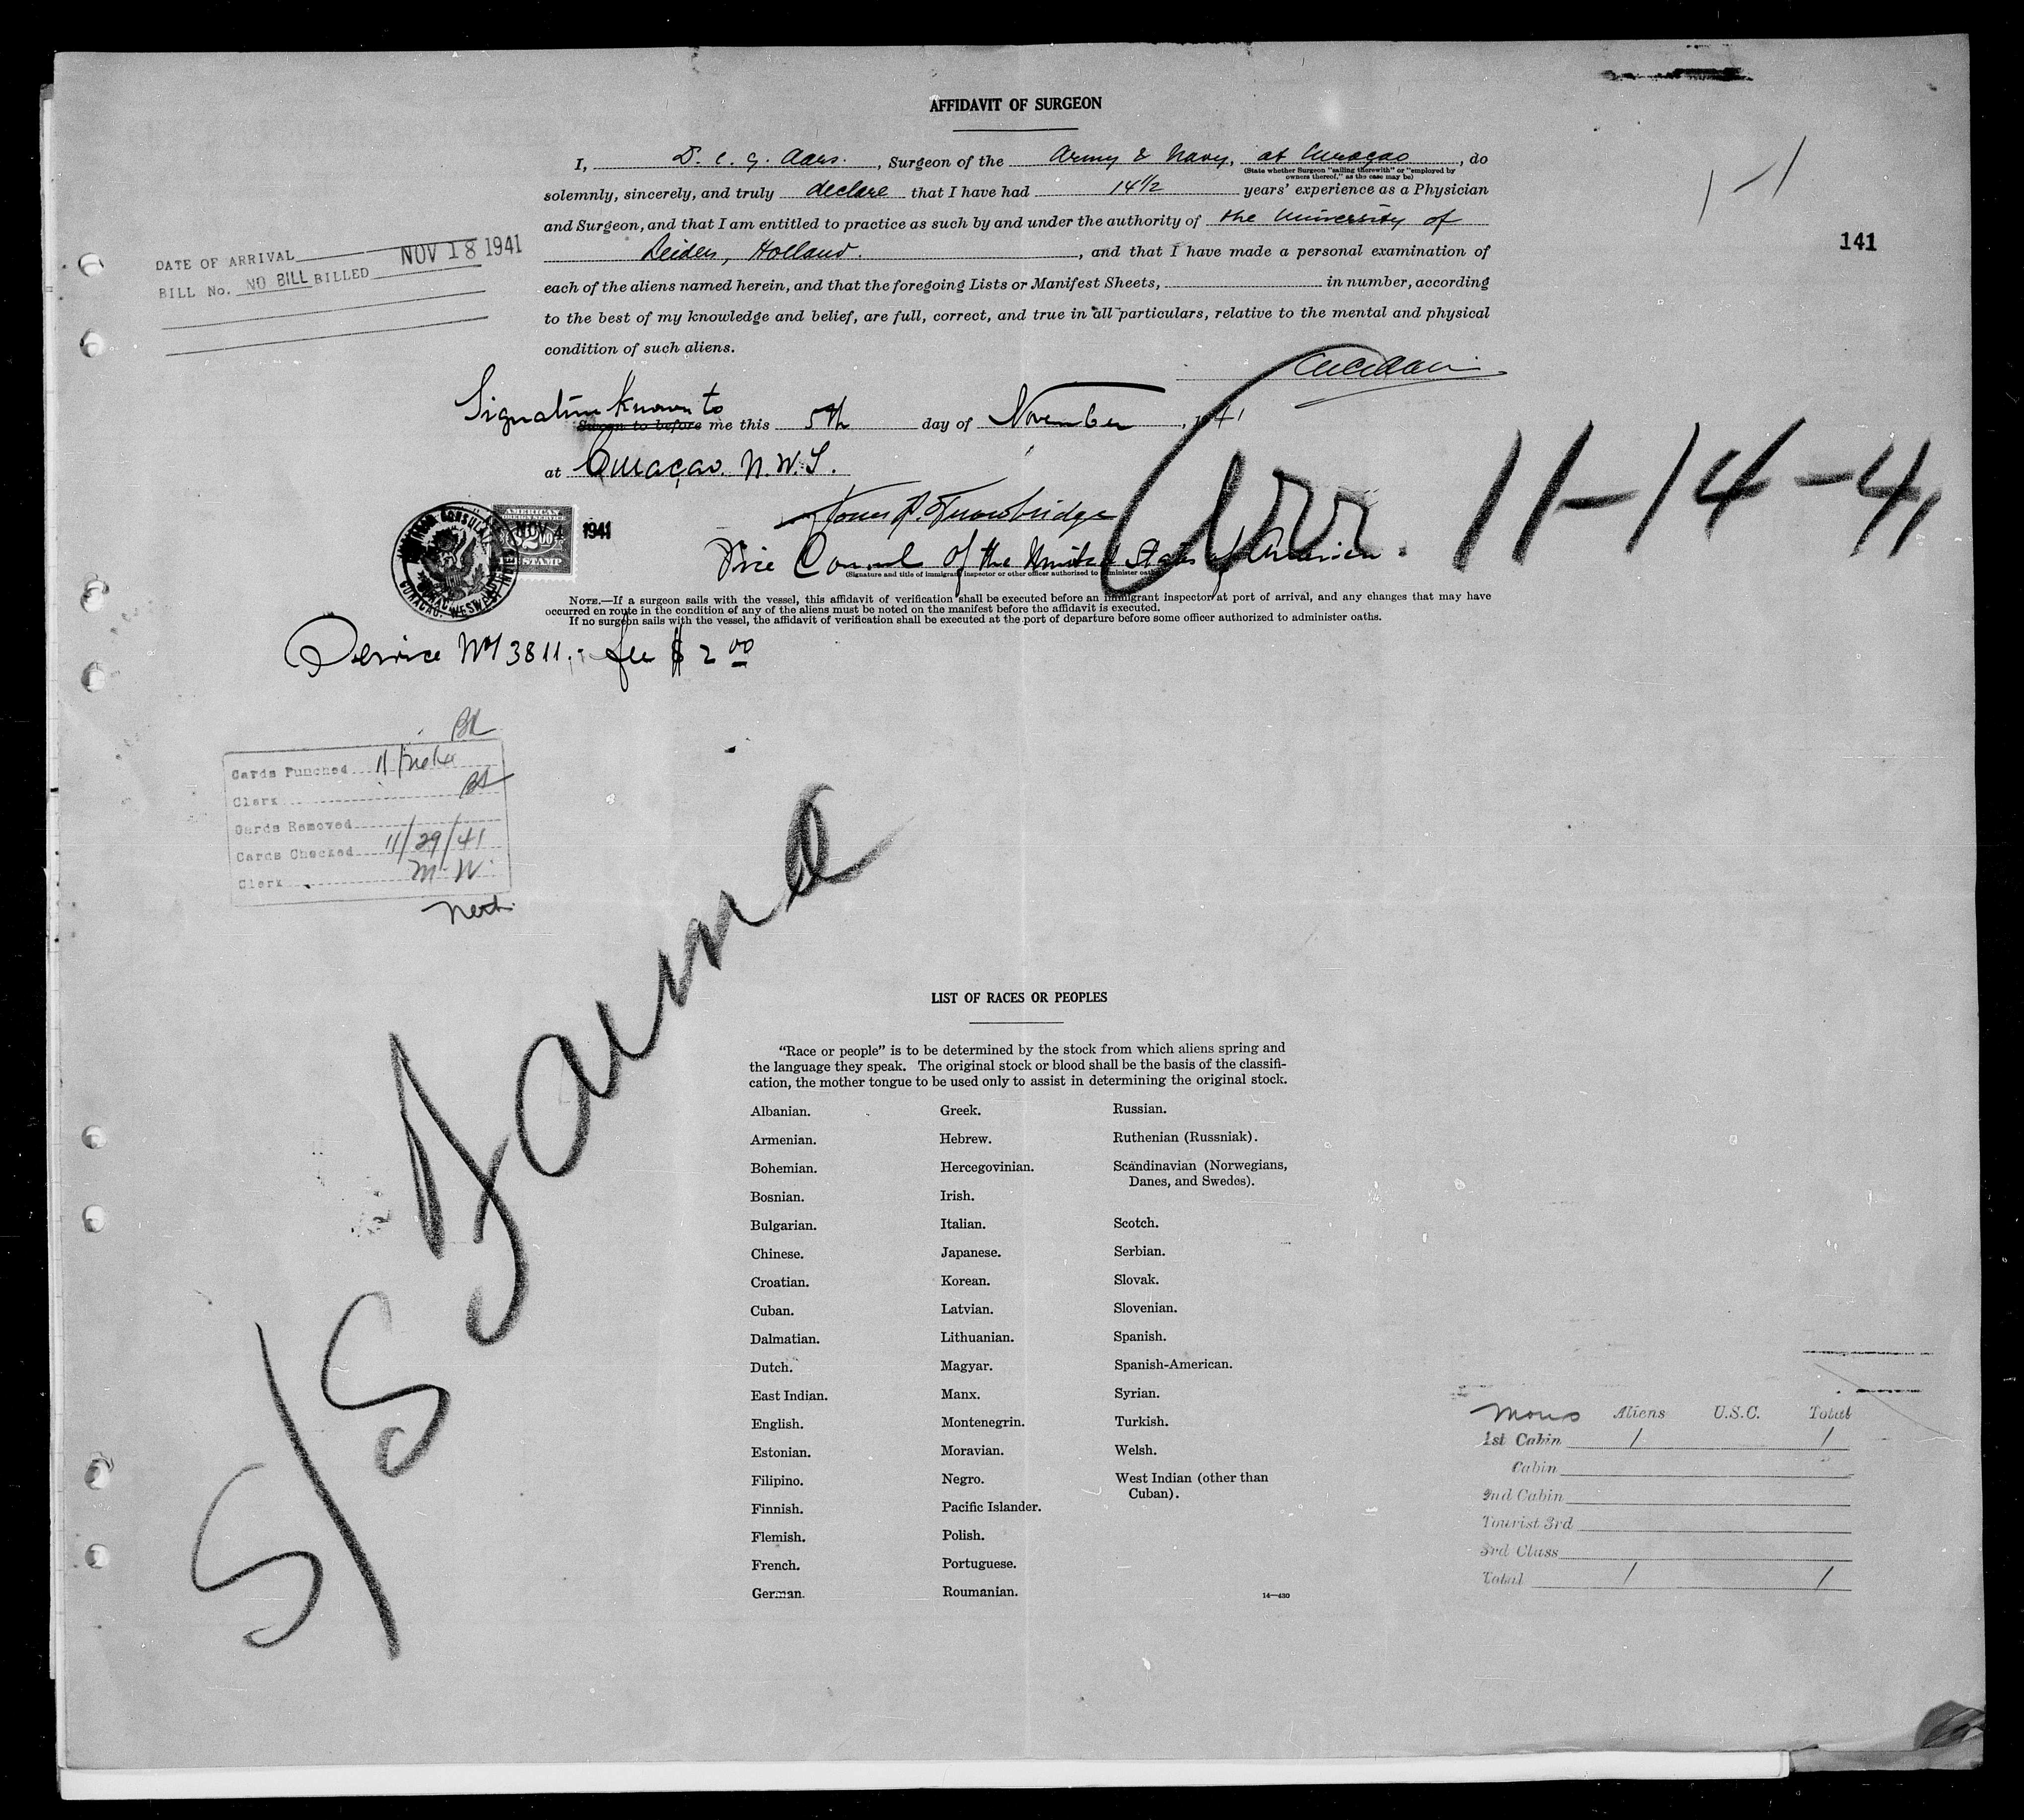 AFFIDAVIT OF SURGEON
I, D. C. G. Aars., Surgeon of the Army & Navy, at Curaçao, do
(State whether Surgeon "sailing therewith" or "employed by
owners thereof," as the case may be)
solemnly, sincerely, and truly declare that I have had 14½ years' experience as a Physician
and Surgeon, and that I am entitled to practice as such by and under the authority of the University of
Leiden, Holland., and that I have made a personal examination of
each of the aliens named herein, and that the foregoing Lists or Manifest Sheets, in number, according
to the best of my knowledge and belief, are full, correct, and true in all particulars, relative to the mental and physical
condition of such aliens.
1-1
141
DATE OF ARRIVAL NOV 18 1941
BILL No. NO BILL BILLED
Signature known to
Sworn to before me this 5th day of November, 1941
at Curaçao. N.W.I.
Arr. 11-14-41
AMERICAN
FOREIGN SERVICE
NOV 4 1941
$2.00
STAMP
Vice Consul of the United States of America.
(Signature and title of immigrant inspector or other officer authorized to administer oaths)
NOTE.—If a surgeon sails with the vessel, this affidavit of verification shall be executed before an immigrant inspector at port of arrival, and any changes that may have
occurred en route in the condition of any of the aliens must be noted on the manifest before the affidavit is executed.
If no surgeon sails with the vessel, the affidavit of verification shall be executed at the port of departure before some officer authorized to administer oaths.
Service No 3811.- fee $2 00
Cards Punched
Clerk
Cards Removed
Cards Checked 11/29/41
Clerk M.W.
S/S Jauna
LIST OF RACES OR PEOPLES
"Race or people" is to be determined by the stock from which aliens spring and
the language they speak. The original stock or blood shall be the basis of the classifi-
cation, the mother tongue to be used only to assist in determining the original stock.
Albanian.
Armenian.
Bohemian.
Bosnian.
Bulgarian.
Chinese.
Croatian.
Cuban.
Dalmatian.
Dutch.
East Indian.
English.
Estonian.
Filipino.
Finnish.
Flemish.
French.
German.
Greek.
Hebrew.
Hercegovinian.
Irish.
Italian.
Japanese.
Korean.
Latvian.
Lithuanian.
Magyar.
Manx.
Montenegrin.
Moravian.
Negro.
Pacific Islander.
Polish.
Portuguese.
Roumanian.
Russian.
Ruthenian (Russniak).
Scandinavian (Norwegians,
Danes, and Swedes).
Scotch.
Serbian.
Slovak.
Slovenian.
Spanish.
Spanish-American.
Syrian.
Turkish.
Welsh.
West Indian (other than
Cuban).
14—430
Aliens U.S.C. Total
1st Cabin 1 1
Cabin
2nd Cabin
Tourist 3rd
3rd Class
Total 1 1